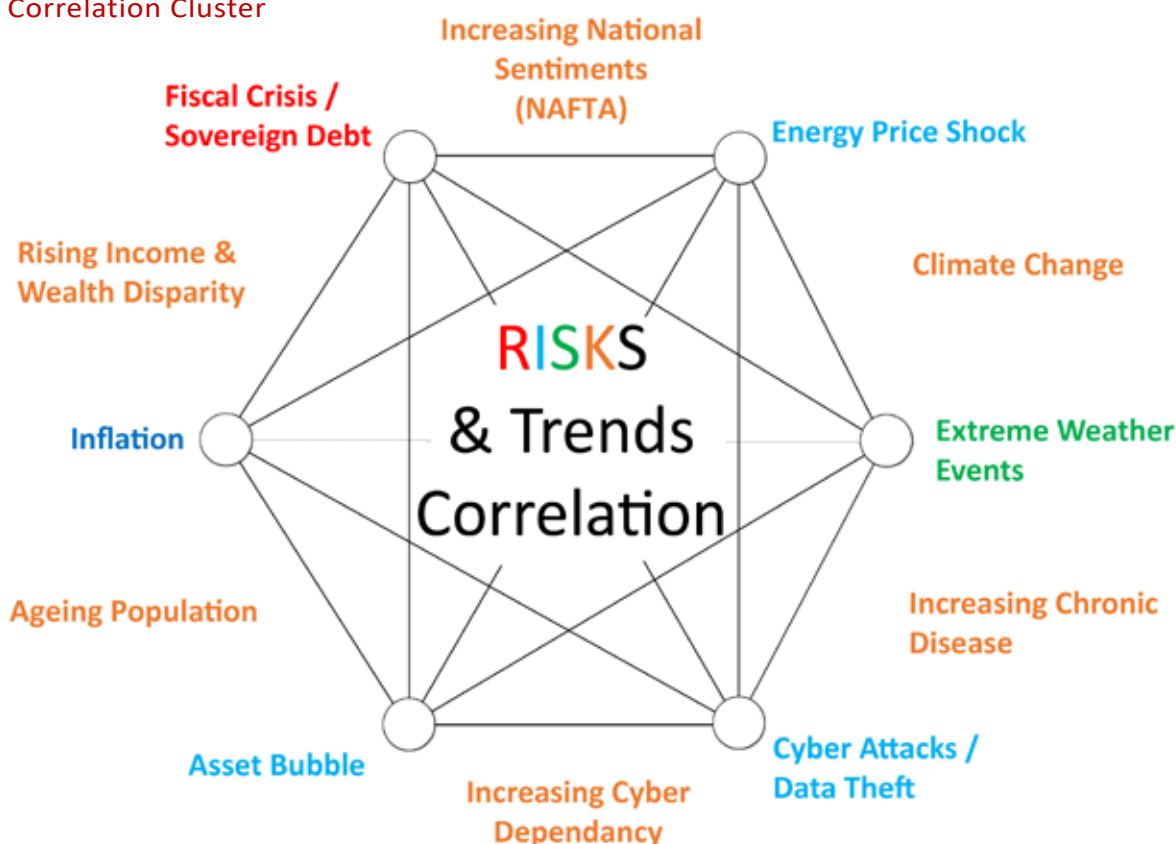 Correlation Cluster
Increasing National
Sentiments
(NAFTA)
Fiscal Crisis /
Sovereign Debt
Energy Price Shock
Rising Income &
Wealth Disparity
Climate Change
RISKS
& Trends
Correlation
Inflation
Extreme Weather
Events
Ageing Population
Increasing Chronic
Disease
Asset Bubble
Cyber Attacks /
Data Theft
Increasing Cyber
Dependancy